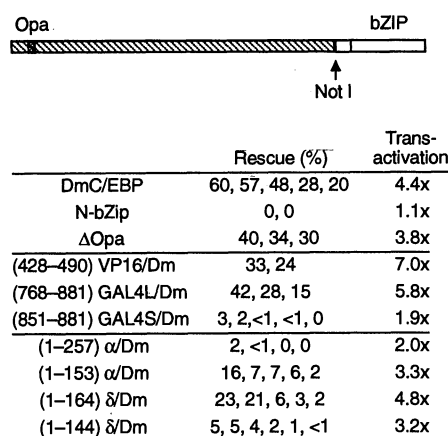 Opa bZIP
Not I
Rescue (%) Trans-activation
DmC/EBP 60, 57, 48, 28, 20 4.4x
N-bZip 0, 0 1.1x
ΔOpa 40, 34, 30 3.8x
(428–490) VP16/Dm 33, 24 7.0x
(768–881) GAL4L/Dm 42, 28, 15 5.8x
(851–881) GAL4S/Dm 3, 2,<1, <1, 0 1.9x
(1–257) α/Dm 2, <1, 0, 0 2.0x
(1–153) α/Dm 16, 7, 7, 6, 2 3.3x
(1–164) δ/Dm 23, 21, 6, 3, 2 4.8x
(1–144) δ/Dm 5, 5, 4, 2, 1, <1 3.2x